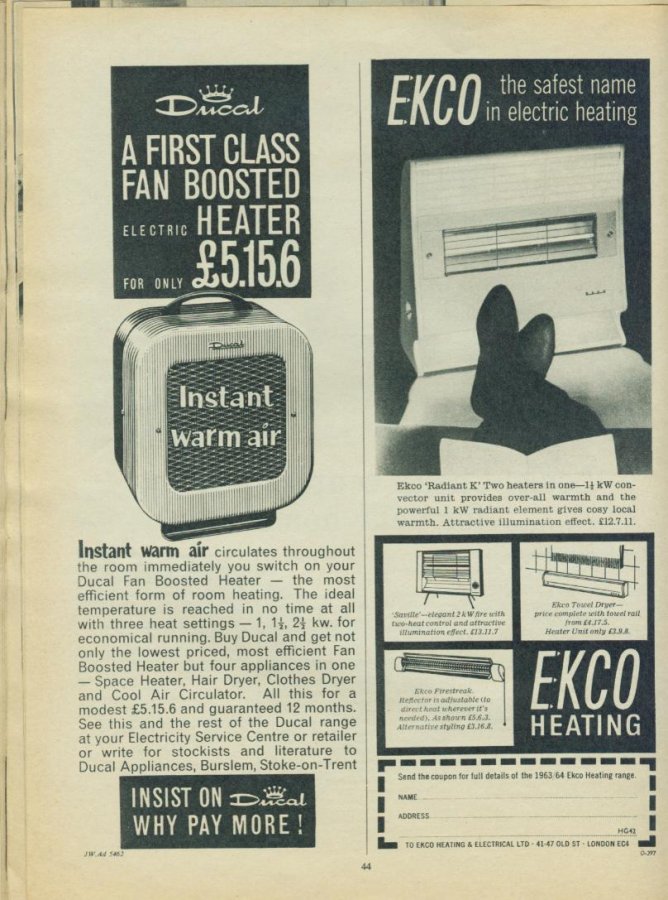 Ducal
A FIRST CLASS
FAN BOOSTED
ELECTRIC HEATER
FOR ONLY £5.15.6
Ducal
Instant
warm air
Instant warm air circulates throughout
the room immediately you switch on your
Ducal Fan Boosted Heater — the most
efficient form of room heating. The ideal
temperature is reached in no time at all
with three heat settings — 1, 1½, 2½ kw. for
economical running. Buy Ducal and get not
only the lowest priced, most efficient Fan
Boosted Heater but four appliances in one
— Space Heater, Hair Dryer, Clothes Dryer
and Cool Air Circulator. All this for a
modest £5.15.6 and guaranteed 12 months.
See this and the rest of the Ducal range
at your Electricity Service Centre or retailer
or write for stockists and literature to
Ducal Appliances, Burslem, Stoke-on-Trent
INSIST ON Ducal
WHY PAY MORE !
JW.Ad 5462
EKCO the safest name
in electric heating
Ekco ‘Radiant K’ Two heaters in one—1½ kW con-
vector unit provides over-all warmth and the
powerful 1 kW radiant element gives cosy local
warmth. Attractive illumination effect. £12.7.11.
‘Saville’—elegant 2 kW fire with
two-heat control and attractive
illumination effect. £13.11.7
Ekco Towel Dryer—
price complete with towel rail
from £4.17.5.
Heater Unit only £3.9.8.
Ekco Firestreak.
Reflector is adjustable (to
direct heat wherever it's
needed). As shown £5.6.3.
Alternative styling £3.16.8.
EKCO
HEATING
Send the coupon for full details of the 1963/64 Ekco Heating range.
NAME
ADDRESS
HG42
TO EKCO HEATING & ELECTRICAL LTD · 41-47 OLD ST · LONDON EC4
O-297
44